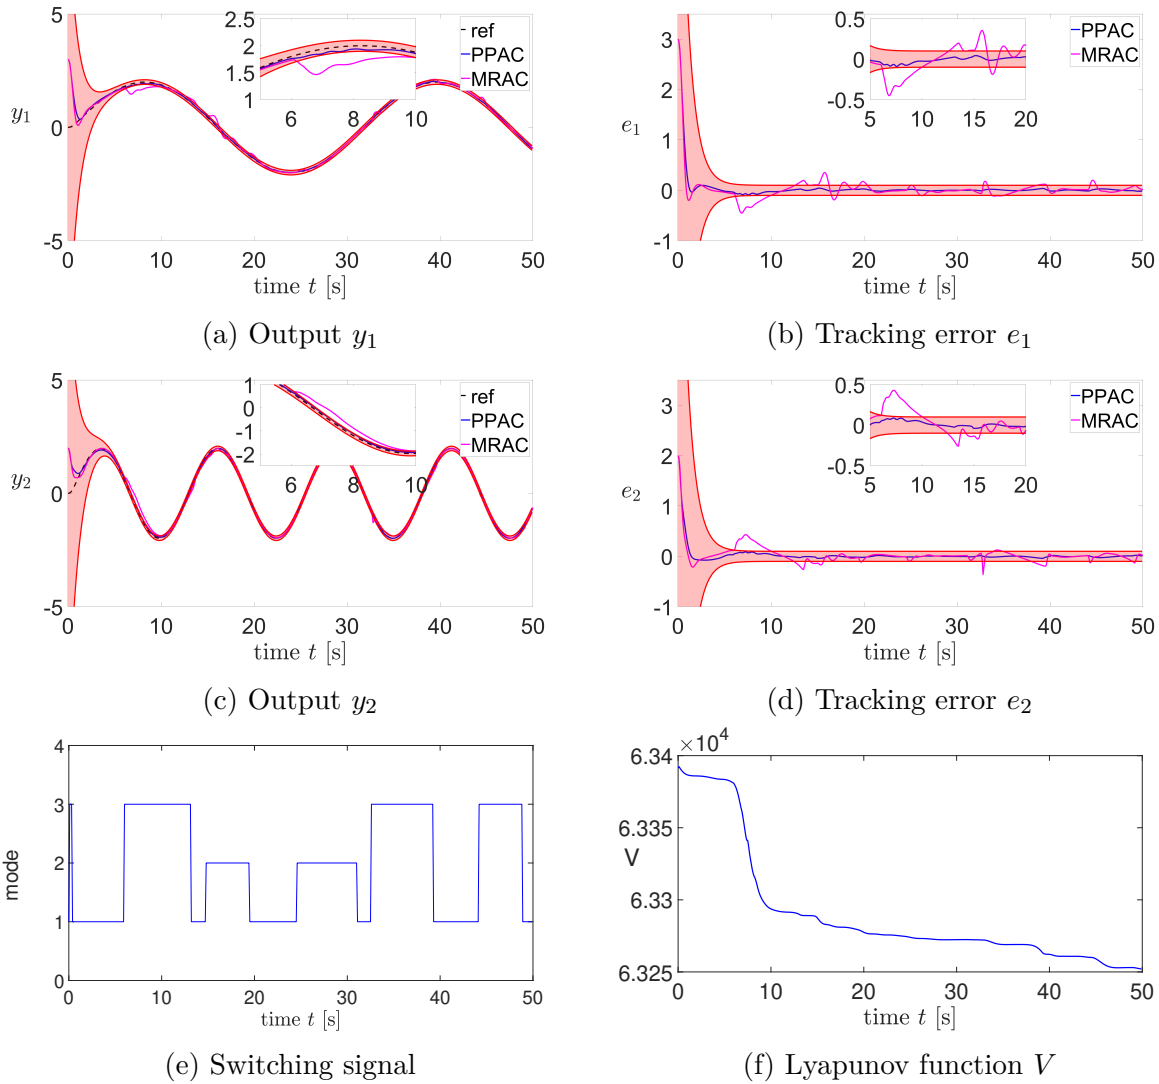 5
0
-5
y1
0 10 20 30 40 50
time t [s]
2.5
2
1.5
1
6 8 10
ref
PPAC
MRAC
(a) Output y1
3
2
1
0
-1
e1
0 10 20 30 40 50
time t [s]
0.5
0
-0.5
5 10 15 20
PPAC
MRAC
(b) Tracking error e1
5
0
-5
y2
0 10 20 30 40 50
time t [s]
1
0
-1
-2
6 8 10
ref
PPAC
MRAC
(c) Output y2
3
2
1
0
-1
e2
0 10 20 30 40 50
time t [s]
0.5
0
-0.5
5 10 15 20
PPAC
MRAC
(d) Tracking error e2
4
3
2
1
0
mode
0 10 20 30 40 50
time t [s]
(e) Switching signal
×10^4
6.34
6.335
6.33
6.325
V
0 10 20 30 40 50
time t [s]
(f) Lyapunov function V